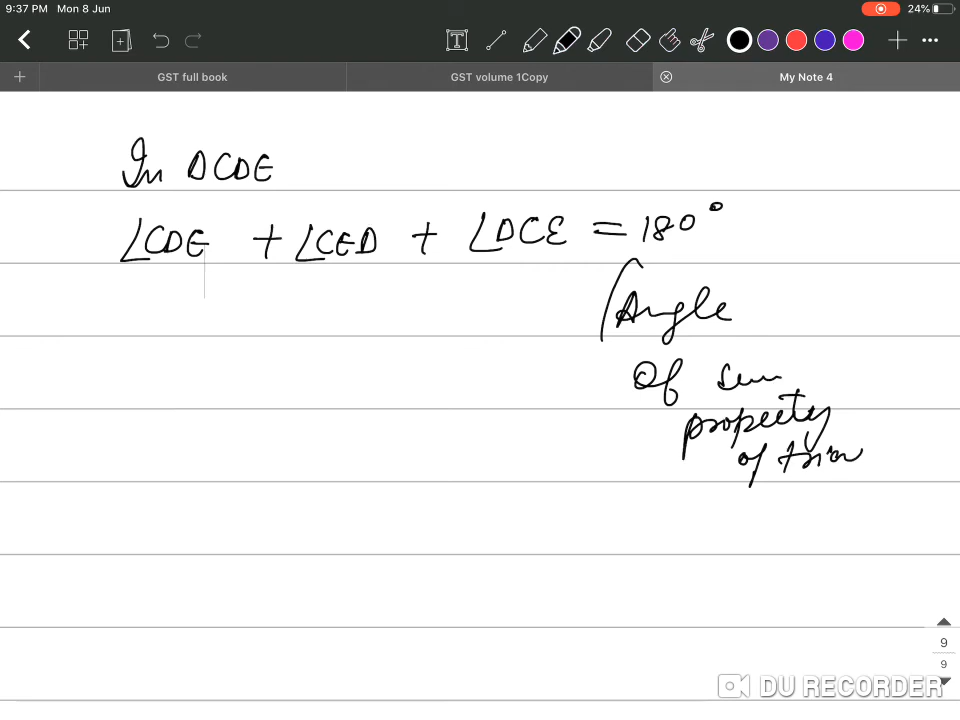 9:37 PM Mon 8 Jun 24%
GST full book GST volume 1Copy My Note 4
In ΔCDE
∠CDE + ∠CED + ∠DCE = 180°
(Angle
Of sum
property
of trian
9
9
DU RECORDER